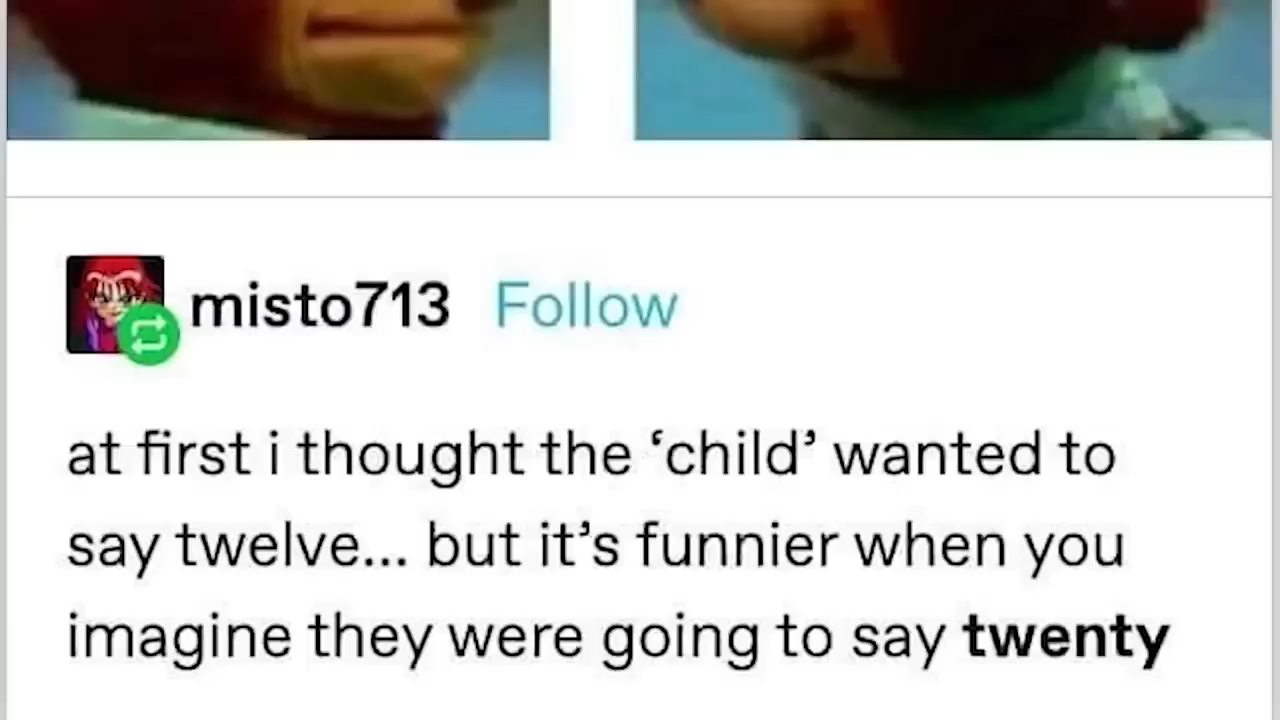 misto713 Follow
at first i thought the ‘child’ wanted to
say twelve... but it’s funnier when you
imagine they were going to say twenty